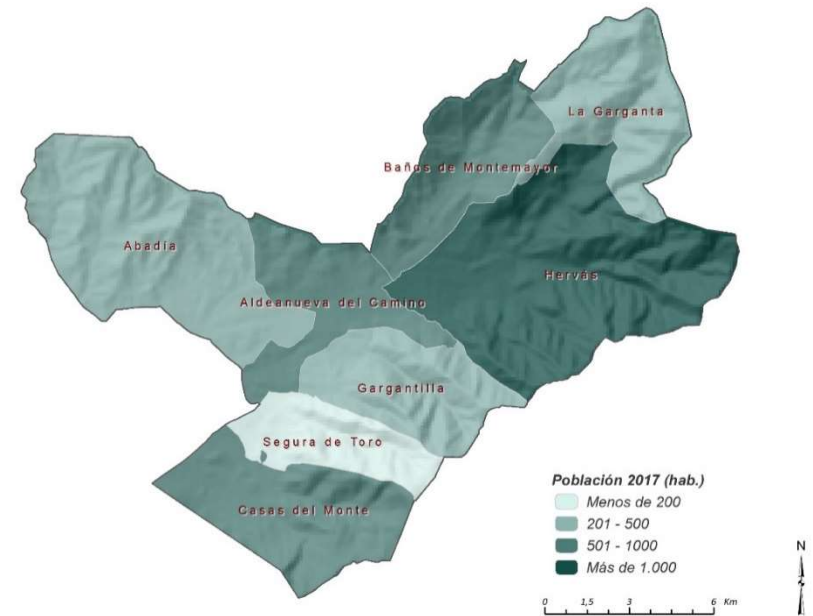 La Garganta
Baños de Montemayor
Abadía
Hervás
Aldeanueva del Camino
Gargantilla
Segura de Toro
Casas del Monte
Población 2017 (hab.)
Menos de 200
201 - 500
501 - 1000
Más de 1.000
N
0 1,5 3 6 Km